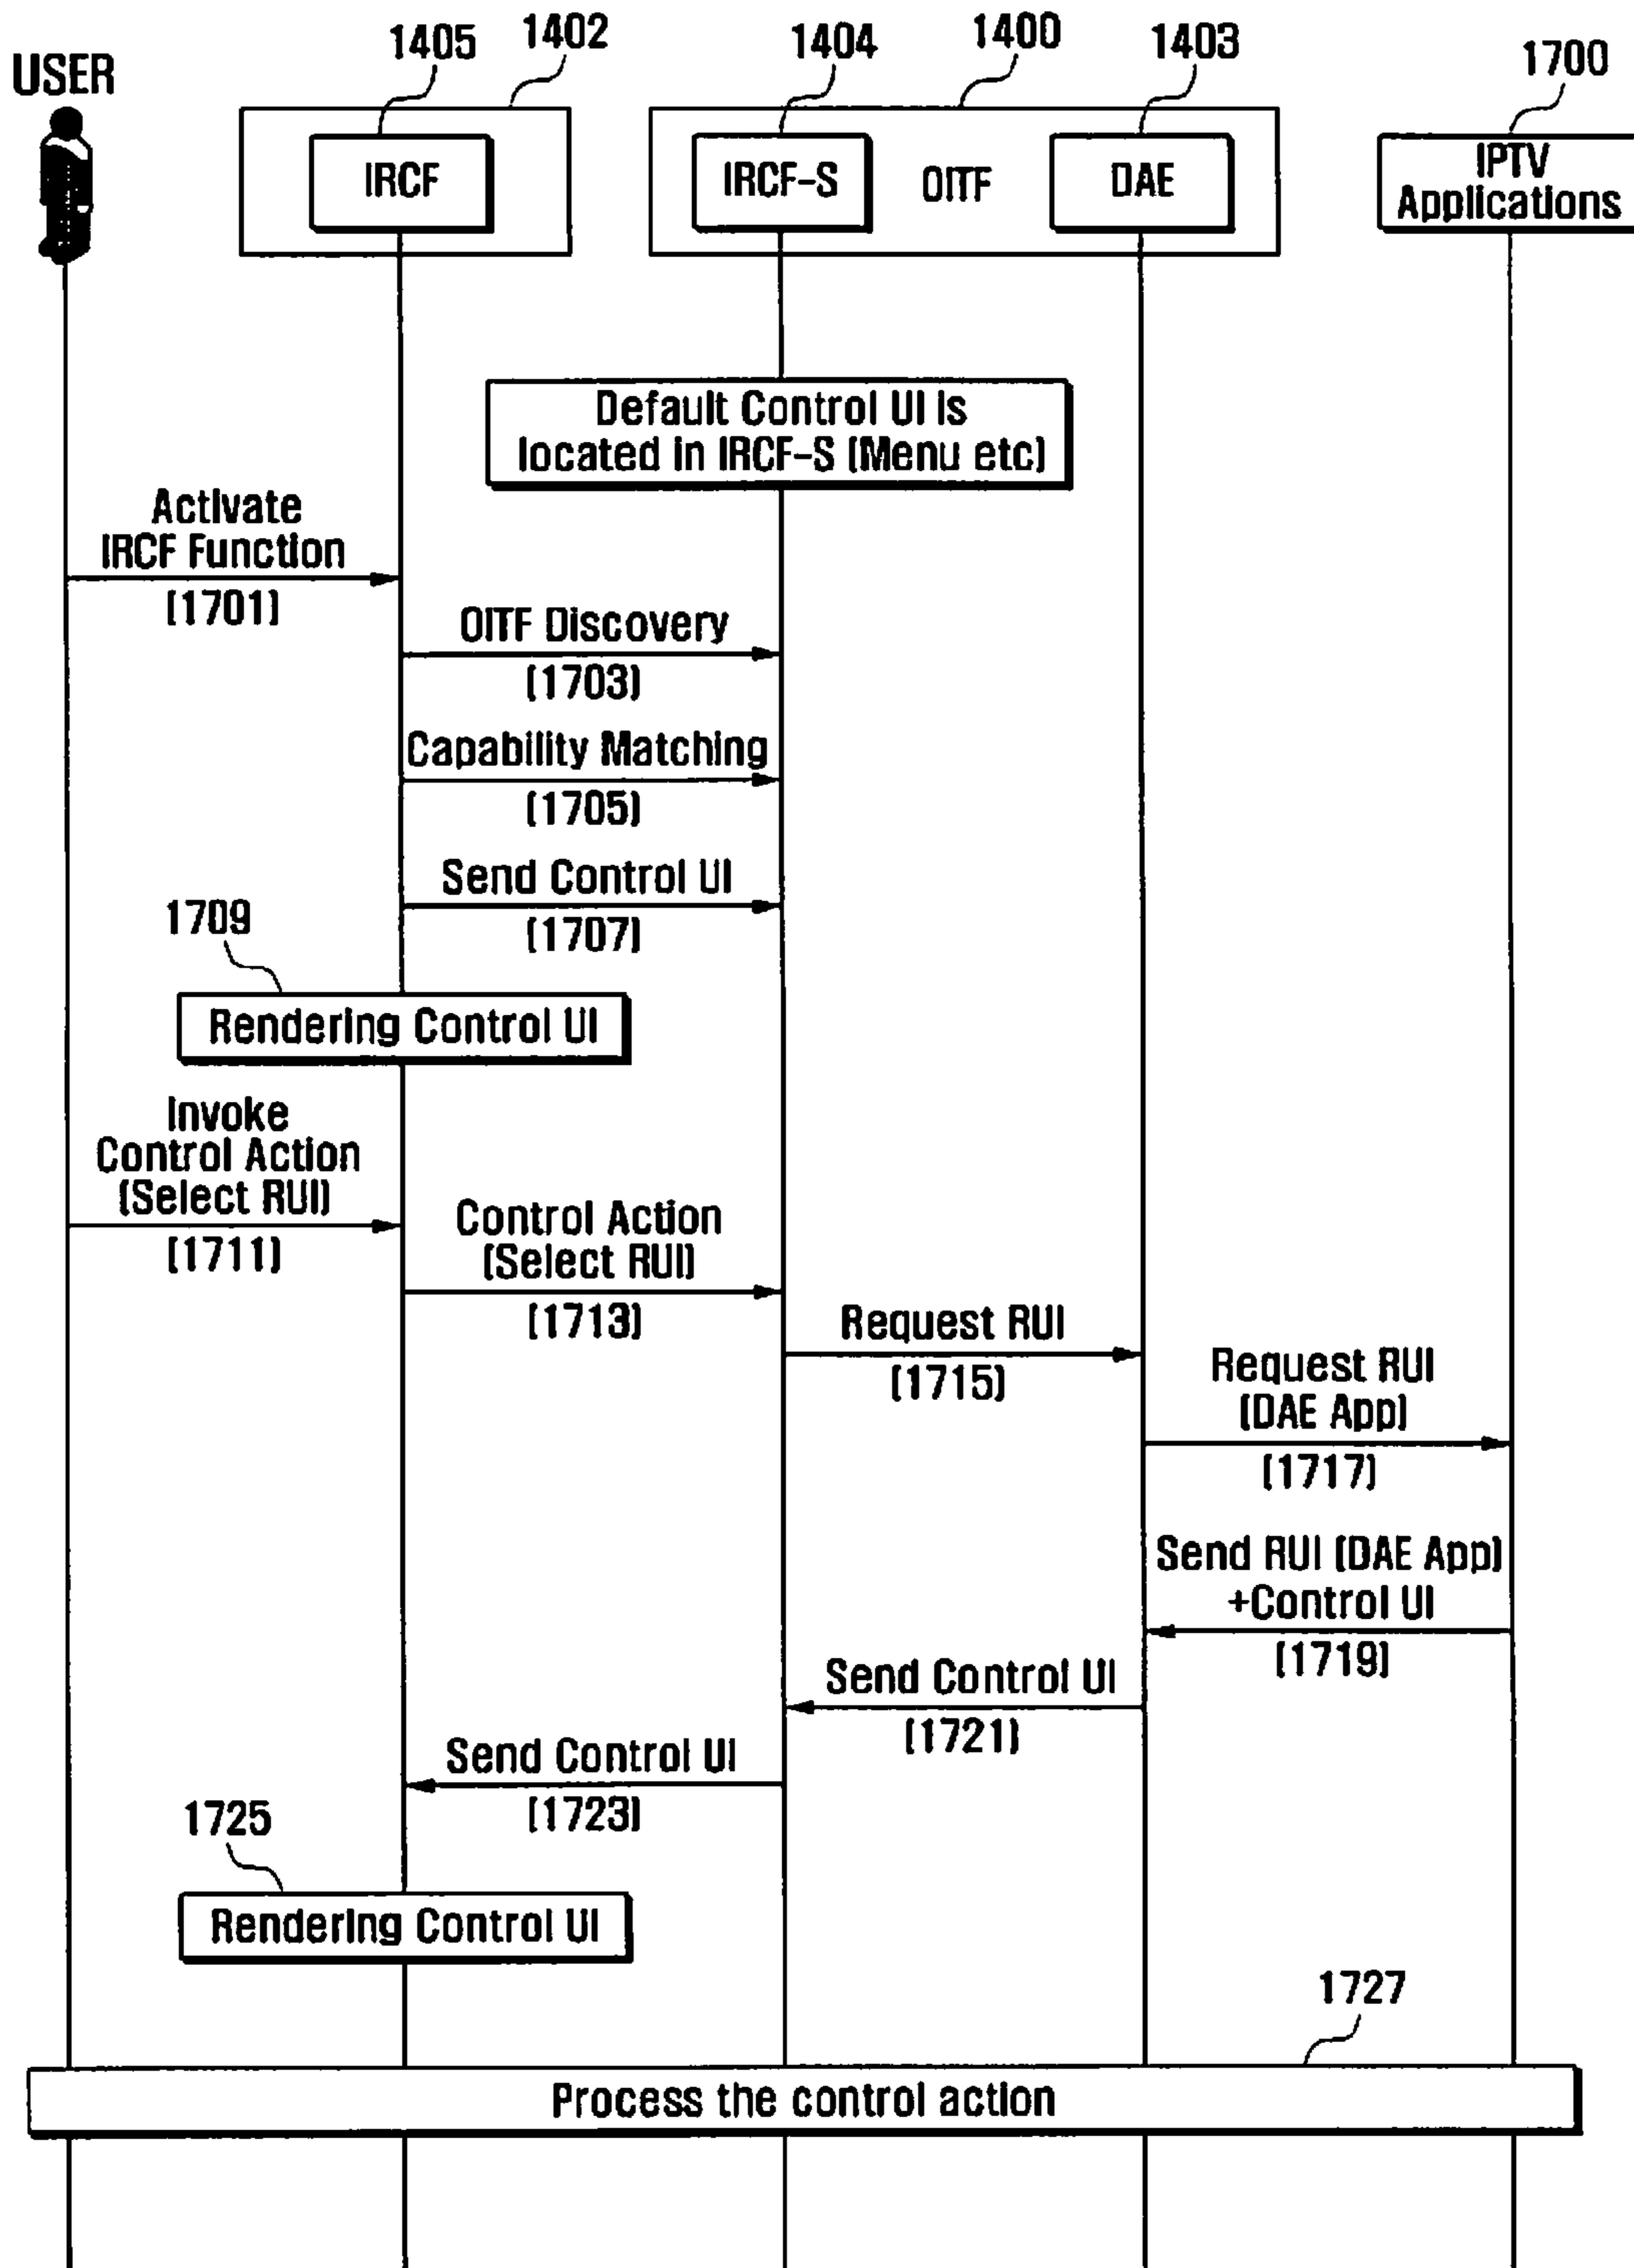 1405
1402
1404
1400
1403
1700
USER
IRCF
IRCF-S
OITF
DAE
IPTV
Applications
Default Control UI is
located in IRCF-S (Menu etc)
Activate
IRCF Function
(1701)
OITF Discovery
(1703)
Capability Matching
(1705)
Send Control UI
(1707)
1709
Rendering Control UI
Invoke
Control Action
(Select RUI)
(1711)
Control Action
(Select RUI)
(1713)
Request RUI
(1715)
Request RUI
(DAE App)
(1717)
Send RUI (DAE App)
+Control UI
(1719)
Send Control UI
(1721)
Send Control UI
(1723)
1725
Rendering Control UI
1727
Process the control action